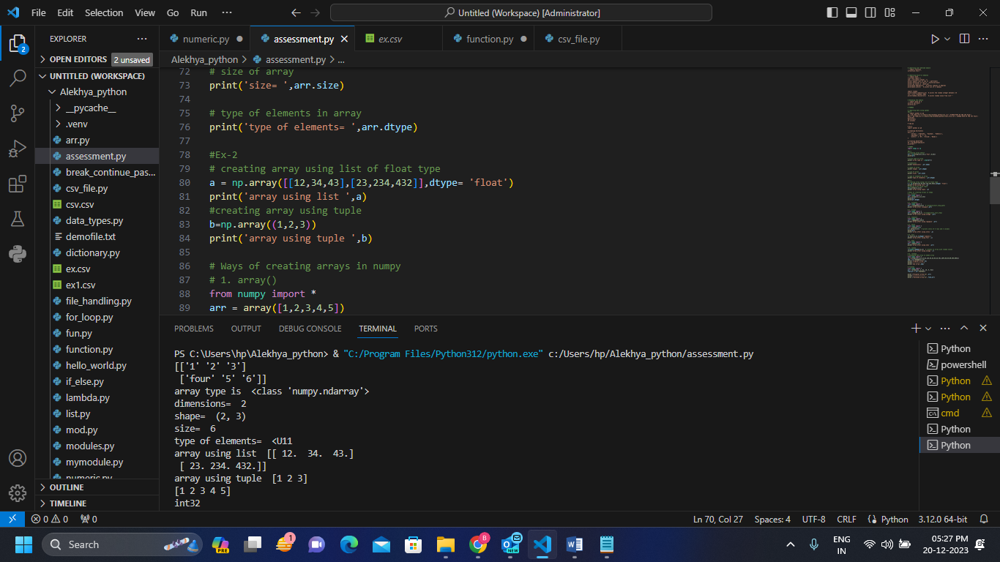 File Edit Selection View Go Run ··· Untitled (Workspace) [Administrator]
EXPLORER ···
OPEN EDITORS 2 unsaved
UNTITLED (WORKSPACE)
Alekhya_python
__pycache__
.venv
arr.py
assessment.py
break_continue_pas...
csv_file.py
csv.csv
data_types.py
demofile.txt
dictionary.py
ex.csv
ex1.csv
file_handling.py
for_loop.py
fun.py
function.py
hello_world.py
if_else.py
lambda.py
list.py
mod.py
modules.py
mymodule.py
numeric.py
OUTLINE
TIMELINE
2
numeric.py assessment.py ex.csv function.py csv_file.py
Alekhya_python > assessment.py > ...
72 # size of array
73 print('size= ',arr.size)
74
75 # type of elements in array
76 print('type of elements= ',arr.dtype)
77
78 #Ex-2
79 # creating array using list of float type
80 a = np.array([[12,34,43],[23,234,432]],dtype= 'float')
81 print('array using list ',a)
82 #creating array using tuple
83 b=np.array((1,2,3))
84 print('array using tuple ',b)
85
86 # Ways of creating arrays in numpy
87 # 1. array()
88 from numpy import *
89 arr = array([1,2,3,4,5])
PROBLEMS OUTPUT DEBUG CONSOLE TERMINAL PORTS
PS C:\Users\hp\Alekhya_python> & "C:/Program Files/Python312/python.exe" c:/Users/hp/Alekhya_python/assessment.py
[['1' '2' '3']
['four' '5' '6']]
array type is <class 'numpy.ndarray'>
dimensions= 2
shape= (2, 3)
size= 6
type of elements= <U11
array using list [[ 12. 34. 43.]
[ 23. 234. 432.]]
array using tuple [1 2 3]
[1 2 3 4 5]
int32
Python
powershell
Python
Python
cmd
Python
Python
0 0 0 Ln 70, Col 27 Spaces: 4 UTF-8 CRLF Python 3.12.0 64-bit
Search PRE 1 B NEW ENG 05:27 PM
IN 20-12-2023